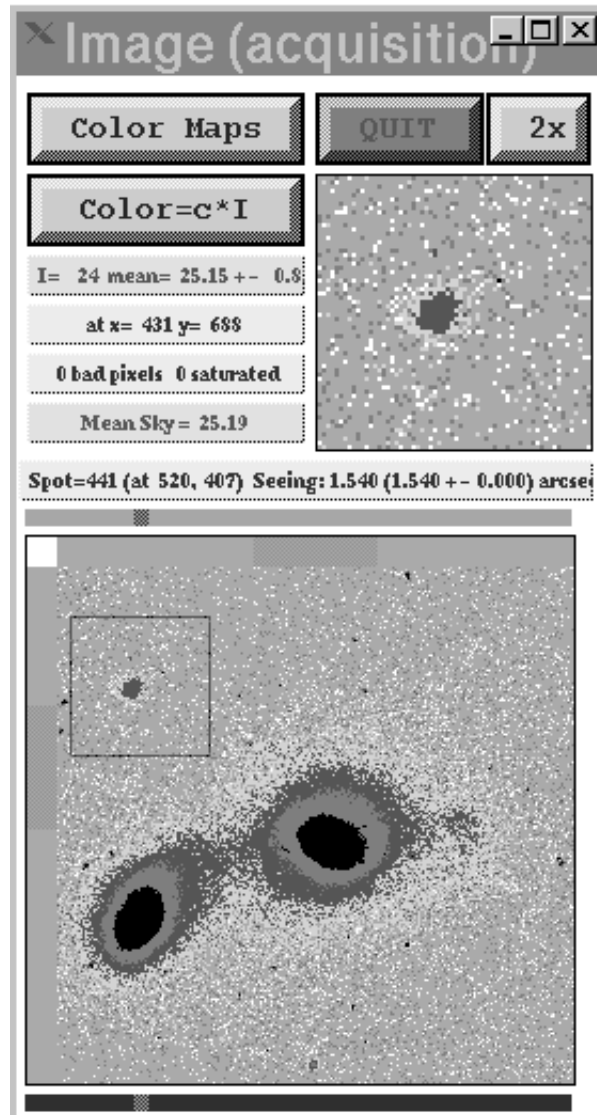 Image (acquisition)
Color Maps QUIT 2x
Color=c*I
I= 24 mean= 25.15 +- 0.8
at x= 431 y= 688
0 bad pixels 0 saturated
Mean Sky = 25.19
Spot=441 (at 520, 407) Seeing: 1.540 (1.540 +- 0.000) arcsec